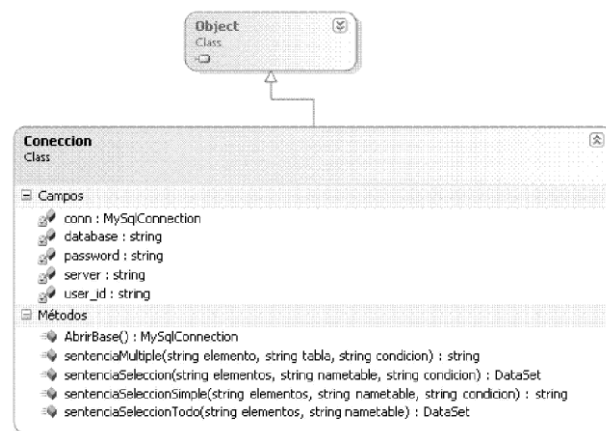 Object
Class
Coneccion
Class
Campos
conn : MySqlConnection
database : string
password : string
server : string
user_id : string
Métodos
AbrirBase() : MySqlConnection
sentenciaMultiple(string elemento, string tabla, string condicion) : string
sentenciaSeleccion(string elementos, string nametable, string condicion) : DataSet
sentenciaSeleccionSimple(string elementos, string nametable, string condicion) : string
sentenciaSeleccionTodo(string elementos, string nametable) : DataSet